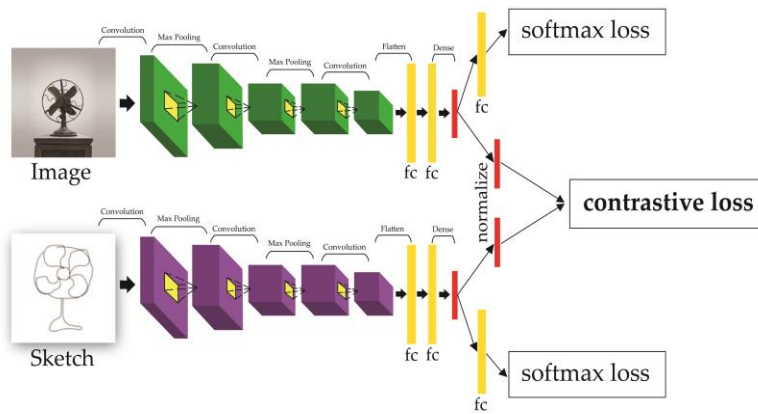 Convolution
Max Pooling
Convolution
Max Pooling
Convolution
Flatten
Dense
softmax loss
fc
fc
fc
Image
normalize
contrastive loss
Convolution
Max Pooling
Convolution
Max Pooling
Convolution
Flatten
Dense
fc
fc
fc
Sketch
softmax loss